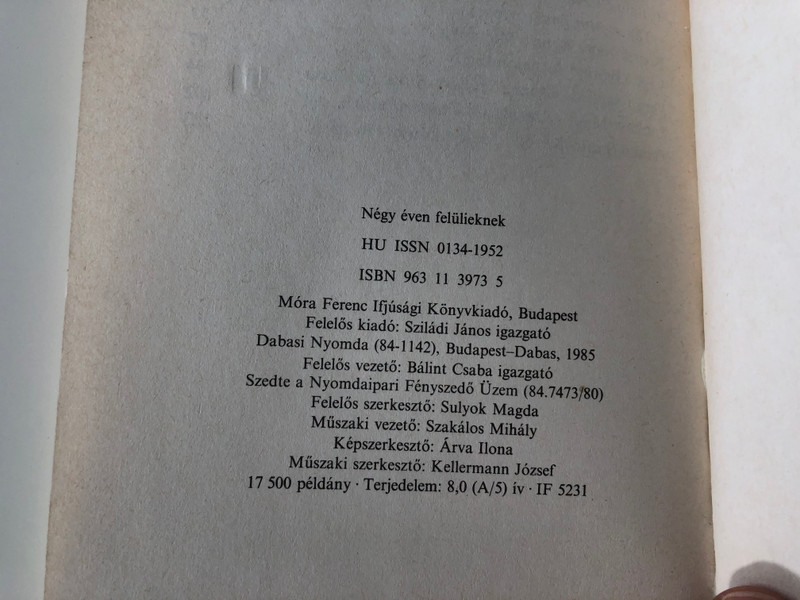 Négy éven felülieknek
HU ISSN 0134-1952
ISBN 963 11 3973 5
Móra Ferenc Ifjúsági Könyvkiadó, Budapest
Felelős kiadó: Sziládi János igazgató
Dabasi Nyomda (84-1142), Budapest–Dabas, 1985
Felelős vezető: Bálint Csaba igazgató
Szedte a Nyomdaipari Fényszedő Üzem (84.7473/80)
Felelős szerkesztő: Sulyok Magda
Műszaki vezető: Szakálos Mihály
Képszerkesztő: Árva Ilona
Műszaki szerkesztő: Kellermann József
17 500 példány · Terjedelem: 8,0 (A/5) ív · IF 5231